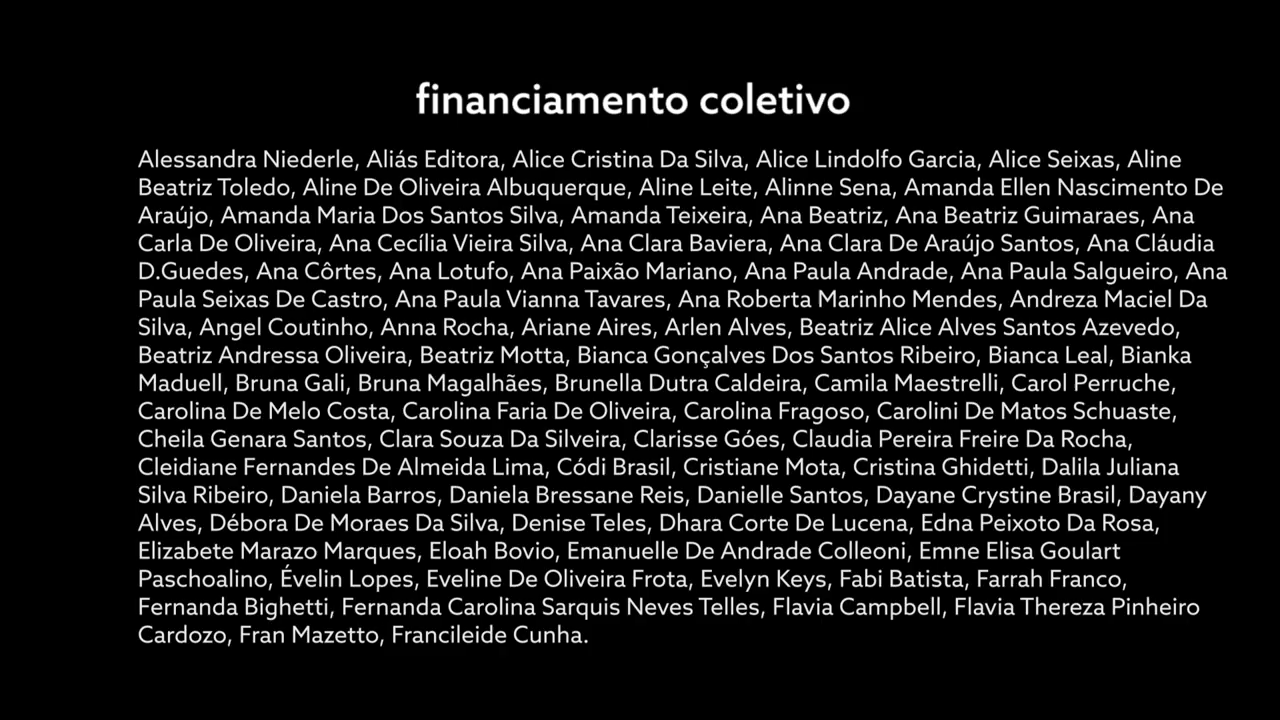 financiamento coletivo
Alessandra Niederle, Aliás Editora, Alice Cristina Da Silva, Alice Lindolfo Garcia, Alice Seixas, Aline
Beatriz Toledo, Aline De Oliveira Albuquerque, Aline Leite, Alinne Sena, Amanda Ellen Nascimento De
Araújo, Amanda Maria Dos Santos Silva, Amanda Teixeira, Ana Beatriz, Ana Beatriz Guimaraes, Ana
Carla De Oliveira, Ana Cecília Vieira Silva, Ana Clara Baviera, Ana Clara De Araújo Santos, Ana Cláudia
D.Guedes, Ana Côrtes, Ana Lotufo, Ana Paixão Mariano, Ana Paula Andrade, Ana Paula Salgueiro, Ana
Paula Seixas De Castro, Ana Paula Vianna Tavares, Ana Roberta Marinho Mendes, Andreza Maciel Da
Silva, Angel Coutinho, Anna Rocha, Ariane Aires, Arlen Alves, Beatriz Alice Alves Santos Azevedo,
Beatriz Andressa Oliveira, Beatriz Motta, Bianca Gonçalves Dos Santos Ribeiro, Bianca Leal, Bianka
Maduell, Bruna Gali, Bruna Magalhães, Brunella Dutra Caldeira, Camila Maestrelli, Carol Perruche,
Carolina De Melo Costa, Carolina Faria De Oliveira, Carolina Fragoso, Carolini De Matos Schuaste,
Cheila Genara Santos, Clara Souza Da Silveira, Clarisse Góes, Claudia Pereira Freire Da Rocha,
Cleidiane Fernandes De Almeida Lima, Códi Brasil, Cristiane Mota, Cristina Ghidetti, Dalila Juliana
Silva Ribeiro, Daniela Barros, Daniela Bressane Reis, Danielle Santos, Dayane Crystine Brasil, Dayany
Alves, Débora De Moraes Da Silva, Denise Teles, Dhara Corte De Lucena, Edna Peixoto Da Rosa,
Elizabete Marazo Marques, Eloah Bovio, Emanuelle De Andrade Colleoni, Emne Elisa Goulart
Paschoalino, Évelin Lopes, Eveline De Oliveira Frota, Evelyn Keys, Fabi Batista, Farrah Franco,
Fernanda Bighetti, Fernanda Carolina Sarquis Neves Telles, Flavia Campbell, Flavia Thereza Pinheiro
Cardozo, Fran Mazetto, Francileide Cunha.